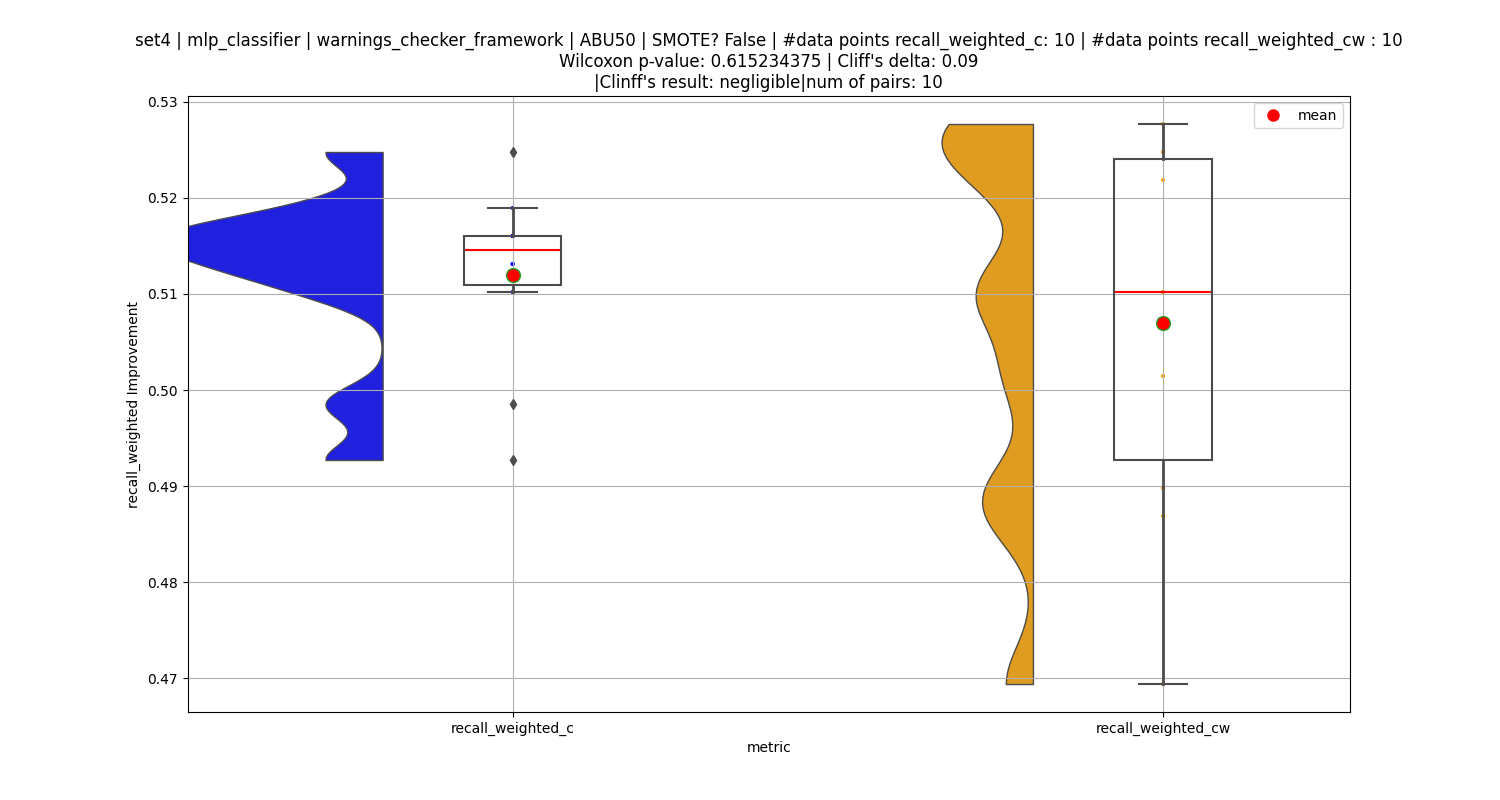 set4 | mlp_classifier | warnings_checker_framework | ABU50 | SMOTE? False | #data points recall_weighted_c: 10 | #data points recall_weighted_cw : 10
Wilcoxon p-value: 0.615234375 | Cliff's delta: 0.09
|Clinff's result: negligible|num of pairs: 10
mean
0.53
0.52
0.51
0.50
0.49
0.48
0.47
recall_weighted Improvement
recall_weighted_c
recall_weighted_cw
metric